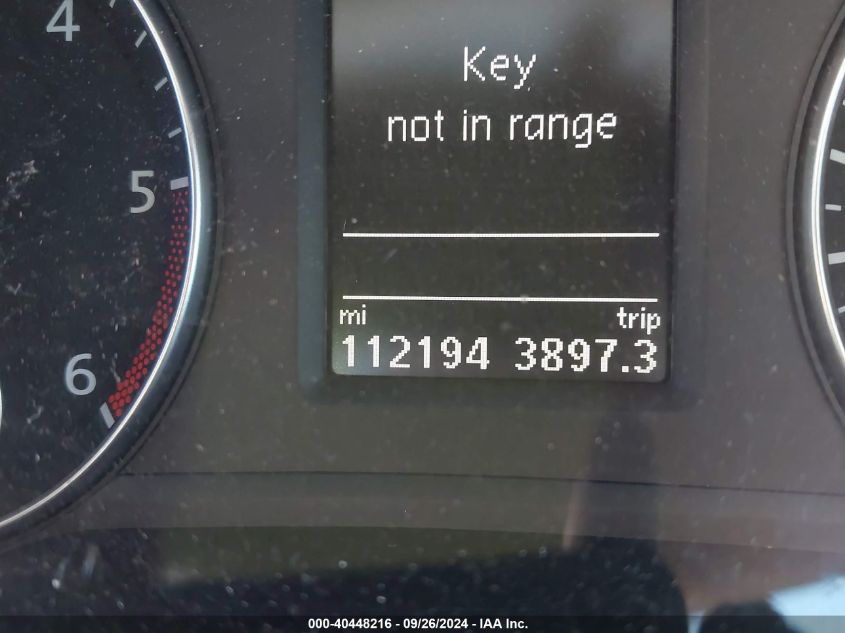 4
Key
not in range
5
mi trip
112194 3897.3
6
000-40448216 - 09/26/2024 - IAA Inc.